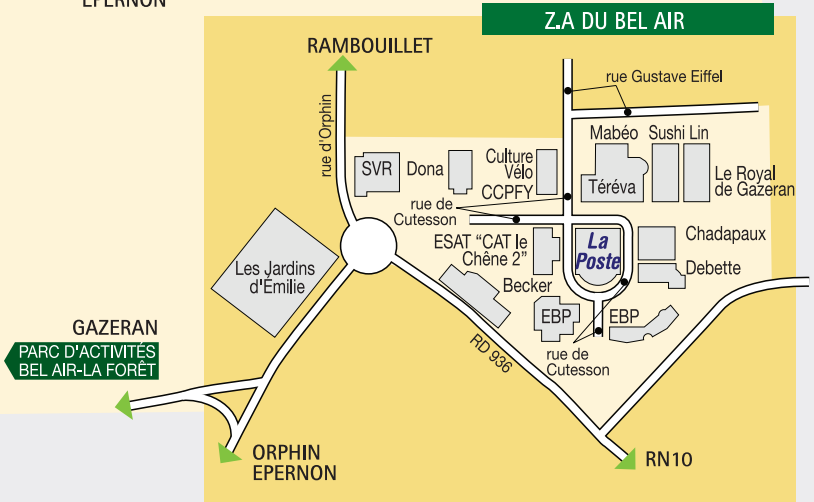 EPERNON
Z.A DU BEL AIR
RAMBOUILLET
rue Gustave Eiffel
rue d'Orphin
Mabéo
Sushi Lin
SVR
Dona
Culture
Vélo
CCPFY
Téréva
Le Royal
de Gazeran
rue de
Cutesson
ESAT “CAT le
Chêne 2”
La
Poste
Chadapaux
Les Jardins
d'Émilie
Becker
Debette
EBP
EBP
GAZERAN
PARC D'ACTIVITÉS
BEL AIR-LA FORÊT
RD 936
rue de
Cutesson
ORPHIN
EPERNON
RN10